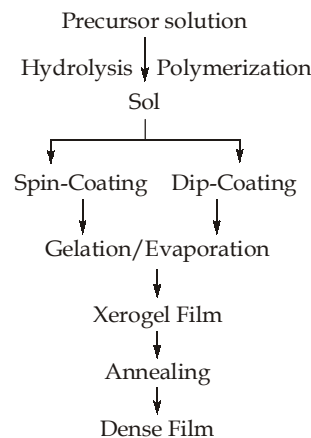 Precursor solution
Hydrolysis Polymerization
Sol
Spin-Coating Dip-Coating
Gelation/Evaporation
Xerogel Film
Annealing
Dense Film